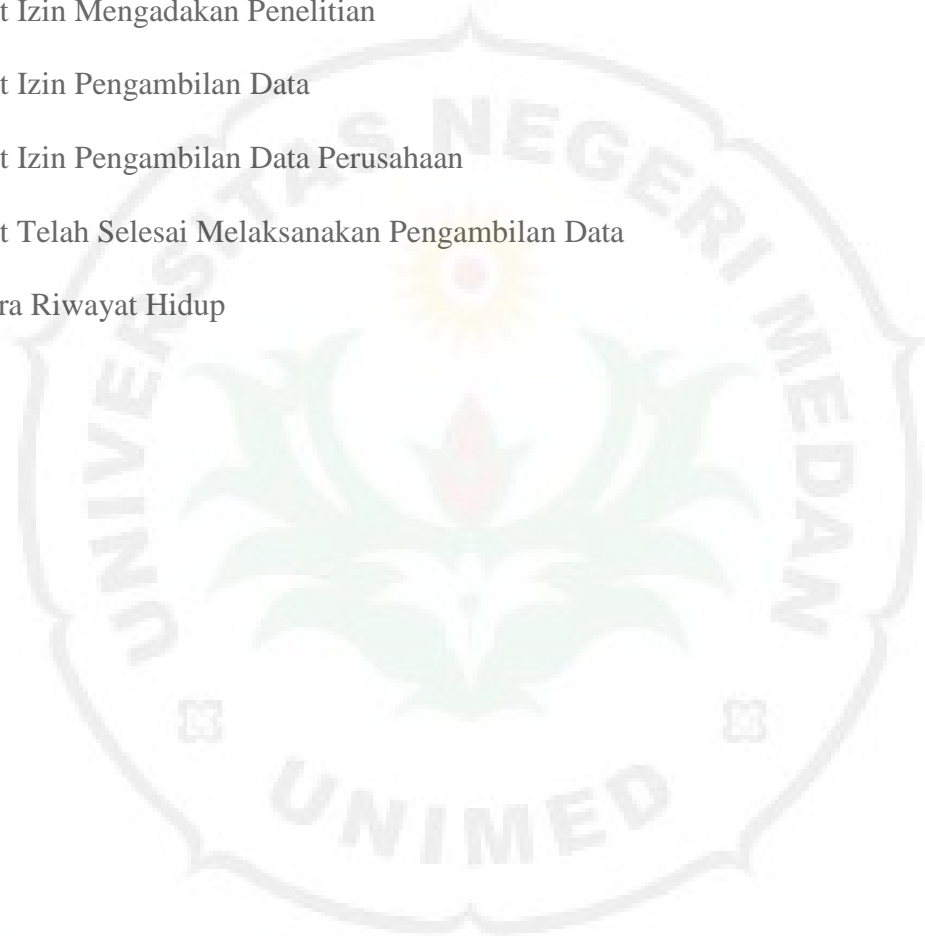 t Izin Mengadakan Penelitian
t Izin Pengambilan Data
t Izin Pengambilan Data Perusahaan
t Telah Selesai Melaksanakan Pengambilan Data
ra Riwayat Hidup
UNIVERSITAS NEGERI MEDAN
UNIMED